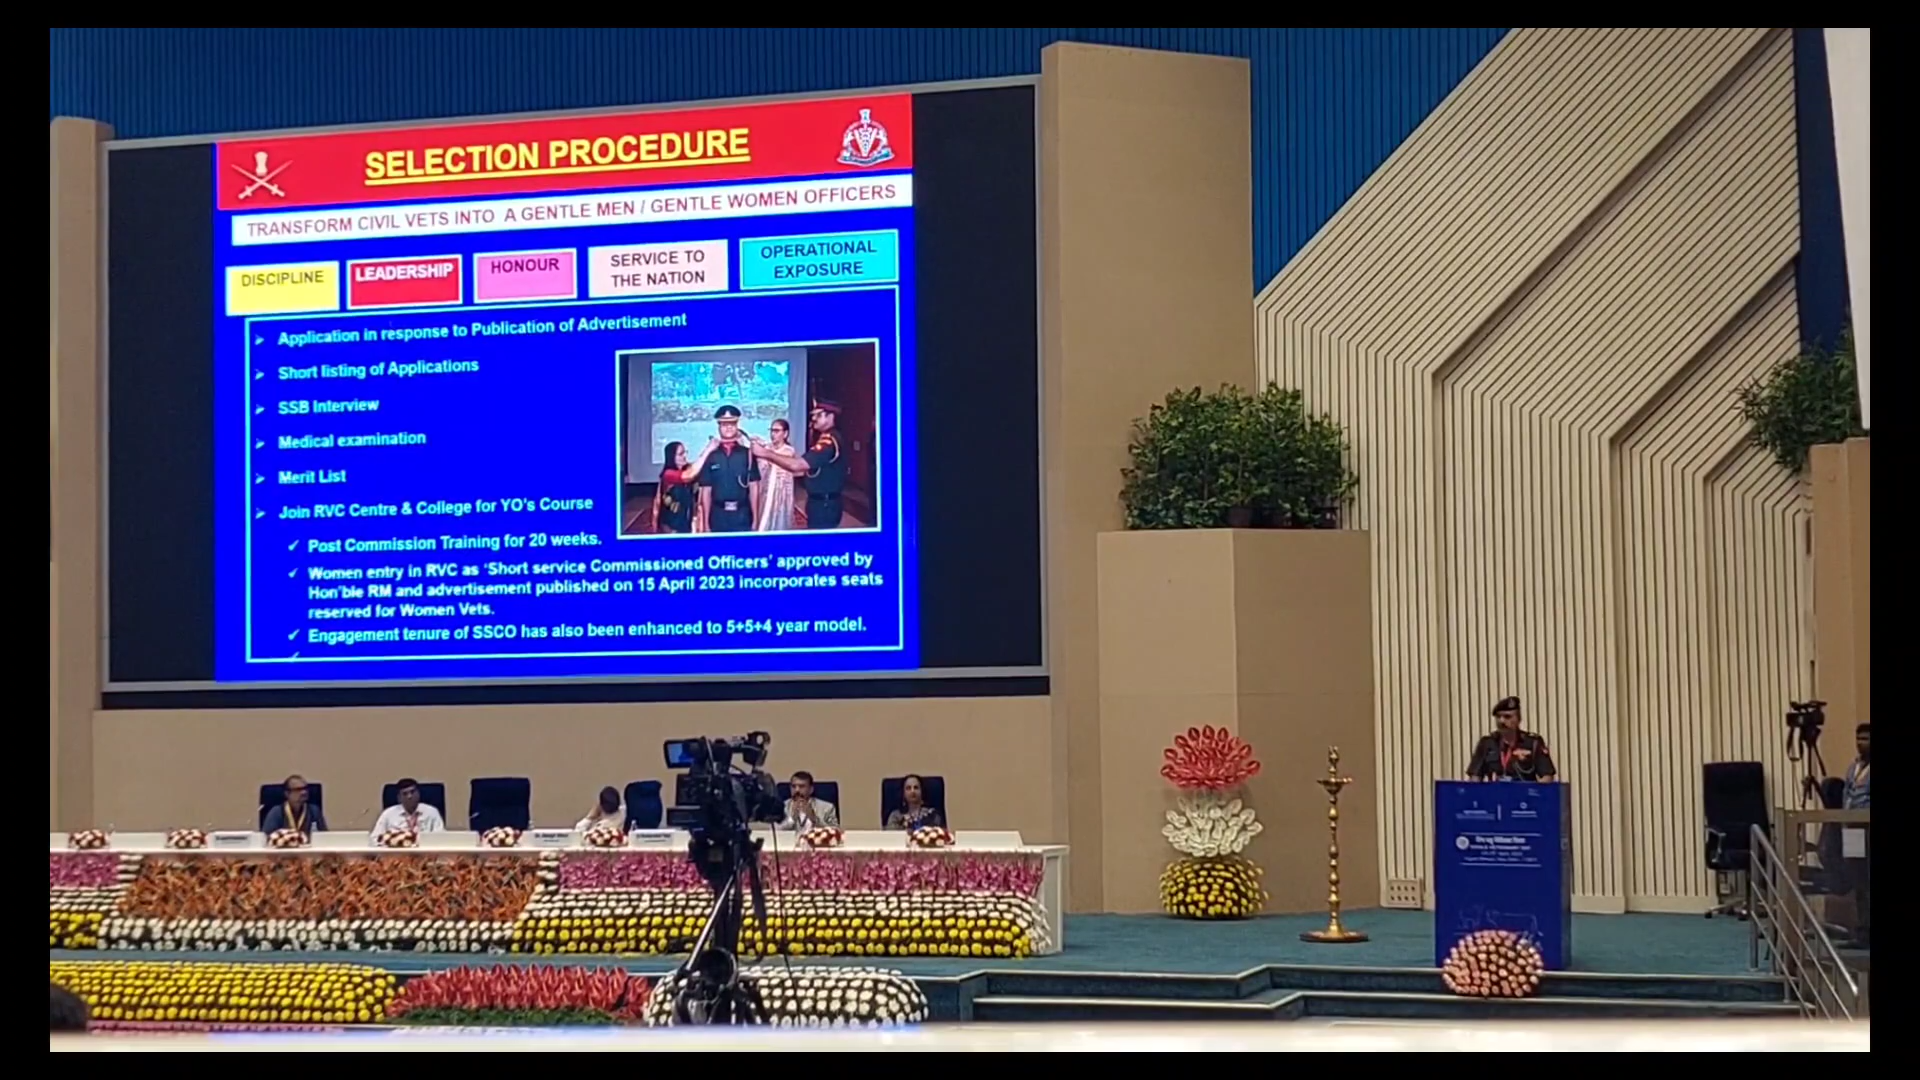 SELECTION PROCEDURE
TRANSFORM CIVIL VETS INTO A GENTLE MEN / GENTLE WOMEN OFFICERS
DISCIPLINE
LEADERSHIP
HONOUR
SERVICE TO
THE NATION
OPERATIONAL
EXPOSURE
Application in response to Publication of Advertisement
Short listing of Applications
SSB Interview
Medical examination
Merit List
Join RVC Centre & College for YO's Course
Post Commission Training for 20 weeks.
Women entry in RVC as 'Short service Commissioned Officers' approved by
Hon'ble RM and advertisement published on 15 April 2023 incorporates seats
reserved for Women Vets.
Engagement tenure of SSCO has also been enhanced to 5+5+4 year model.